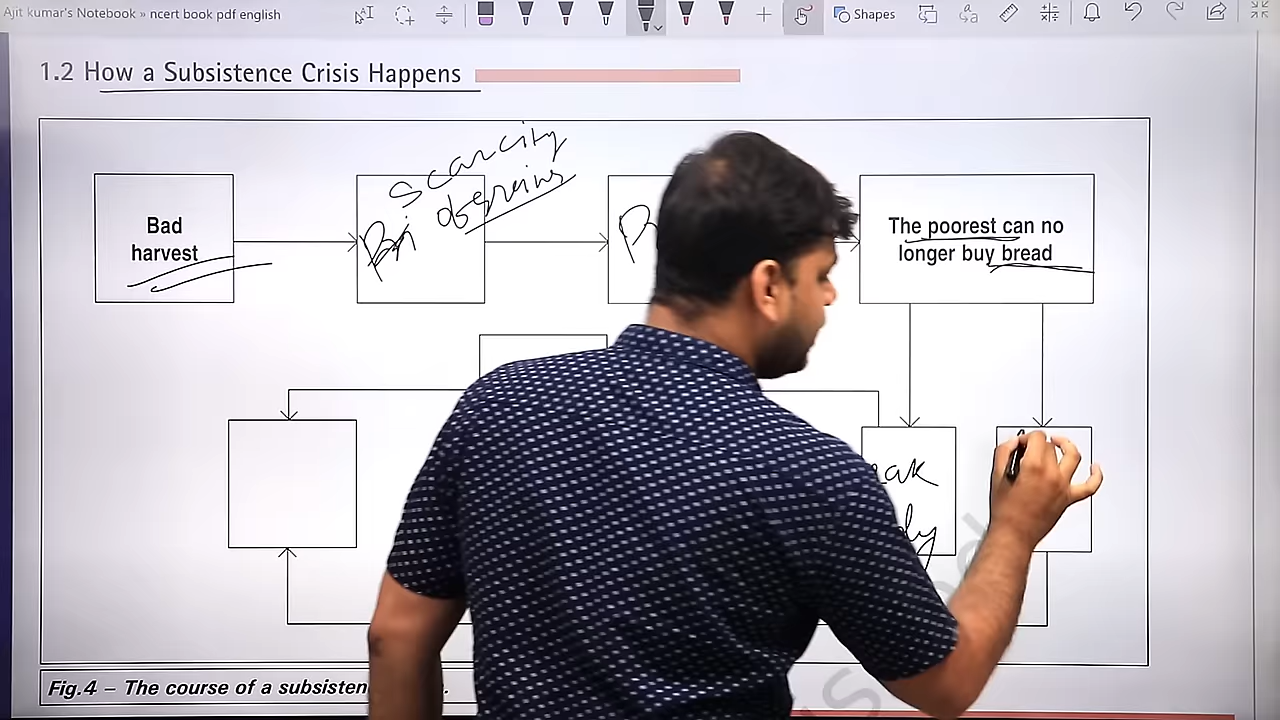 Ajit kumar's Notebook » ncert book pdf english
Shapes
1.2 How a Subsistence Crisis Happens
Bad
harvest
scarcity
of grains
The poorest can no
longer buy bread
Fig.4 – The course of a subsisten